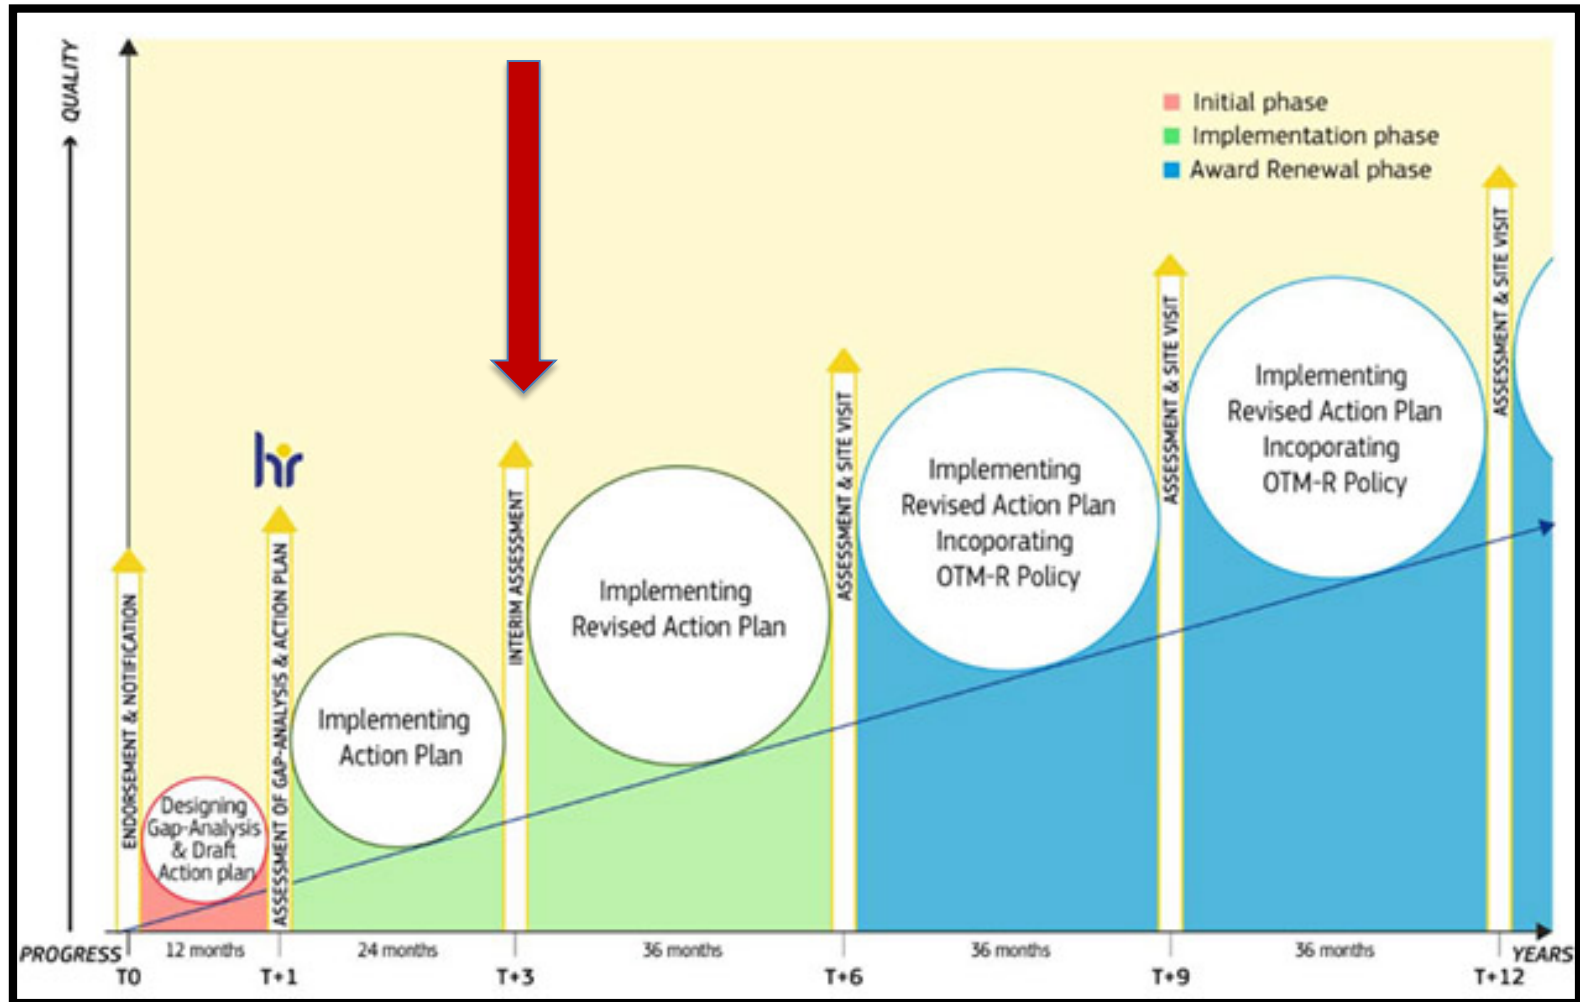 QUALITY
Initial phase
Implementation phase
Award Renewal phase
hr
ENDORSEMENT & NOTIFICATION
Designing
Gap-Analysis
& Draft
Action plan
ASSESSMENT OF GAP-ANALYSIS & ACTION PLAN
Implementing
Action Plan
INTERIM ASSESSMENT
Implementing
Revised Action Plan
ASSESSMENT & SITE VISIT
Implementing
Revised Action Plan
Incoporating
OTM-R Policy
ASSESSMENT & SITE VISIT
Implementing
Revised Action Plan
Incoporating
OTM-R Policy
ASSESSMENT & SITE VISIT
PROGRESS
12 months
24 months
36 months
36 months
36 months
YEARS
T0
T+1
T+3
T+6
T+9
T+12